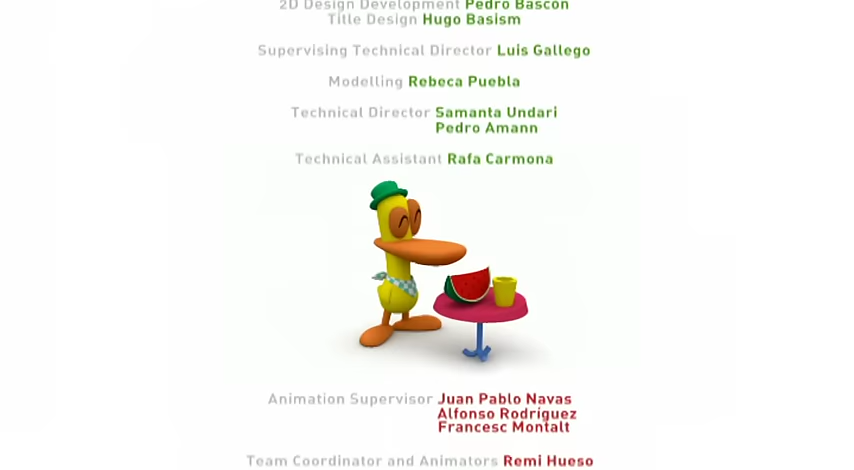 2D Design Development Pedro Bascón
Title Design Hugo Basism
Supervising Technical Director Luis Gallego
Modelling Rebeca Puebla
Technical Director Samanta Undari
Pedro Amann
Technical Assistant Rafa Carmona
Animation Supervisor Juan Pablo Navas
Alfonso Rodríguez
Francesc Montalt
Team Coordinator and Animators Remi Hueso